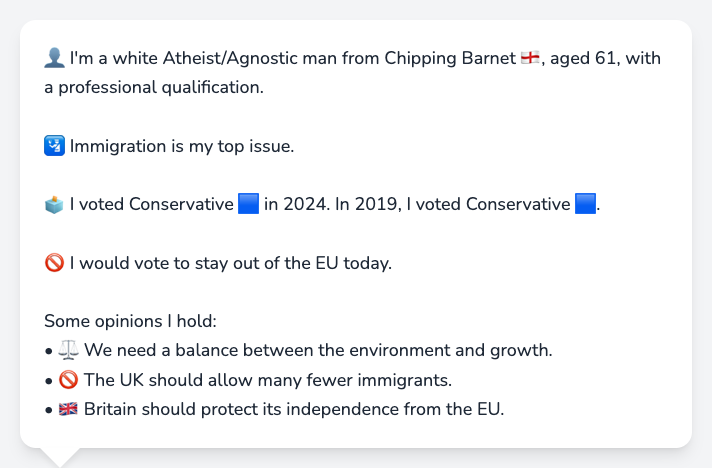 👤 I'm a white Atheist/Agnostic man from Chipping Barnet 🏴󠁧󠁢󠁥󠁮󠁧󠁿, aged 61, with
a professional qualification.
🛂 Immigration is my top issue.
🗳️ I voted Conservative 🟦 in 2024. In 2019, I voted Conservative 🟦.
🚫 I would vote to stay out of the EU today.
Some opinions I hold:
• ⚖️ We need a balance between the environment and growth.
• 🚫 The UK should allow many fewer immigrants.
• 🇬🇧 Britain should protect its independence from the EU.